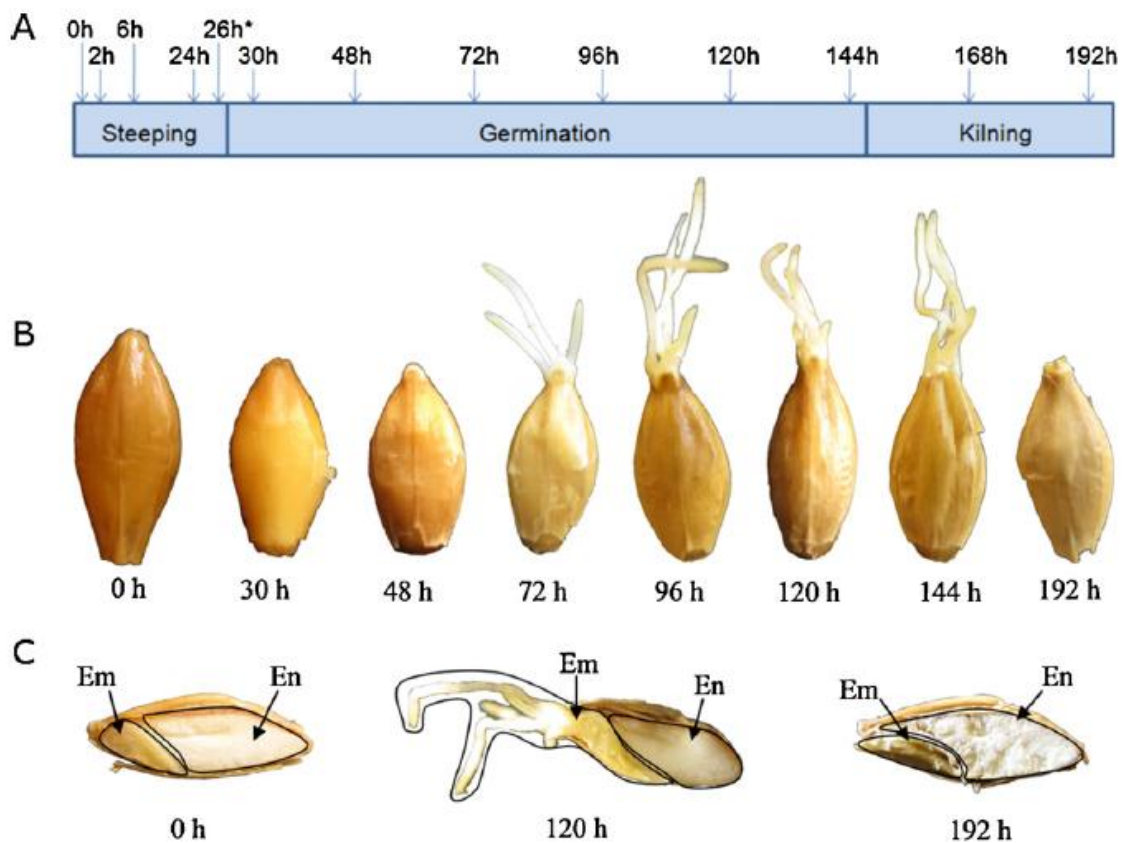 A
0h 6h 26h*
2h 24h 30h 48h 72h 96h 120h 144h 168h 192h
Steeping Germination Kilning
B
0 h 30 h 48 h 72 h 96 h 120 h 144 h 192 h
C
Em En Em En Em En
0 h 120 h 192 h